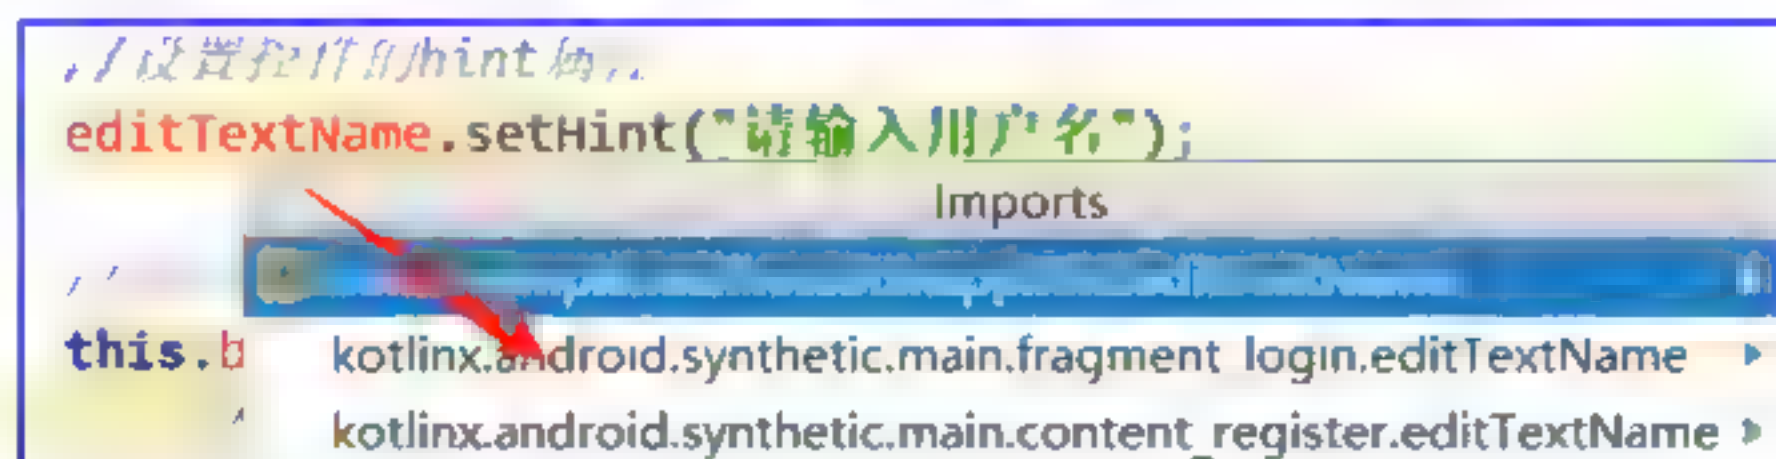 //设置控件的hint
editTextName.setHint("请输入用户名");
Imports
this.b
kotlinx.android.synthetic.main.fragment_login.editTextName
kotlinx.android.synthetic.main.content_register.editTextName